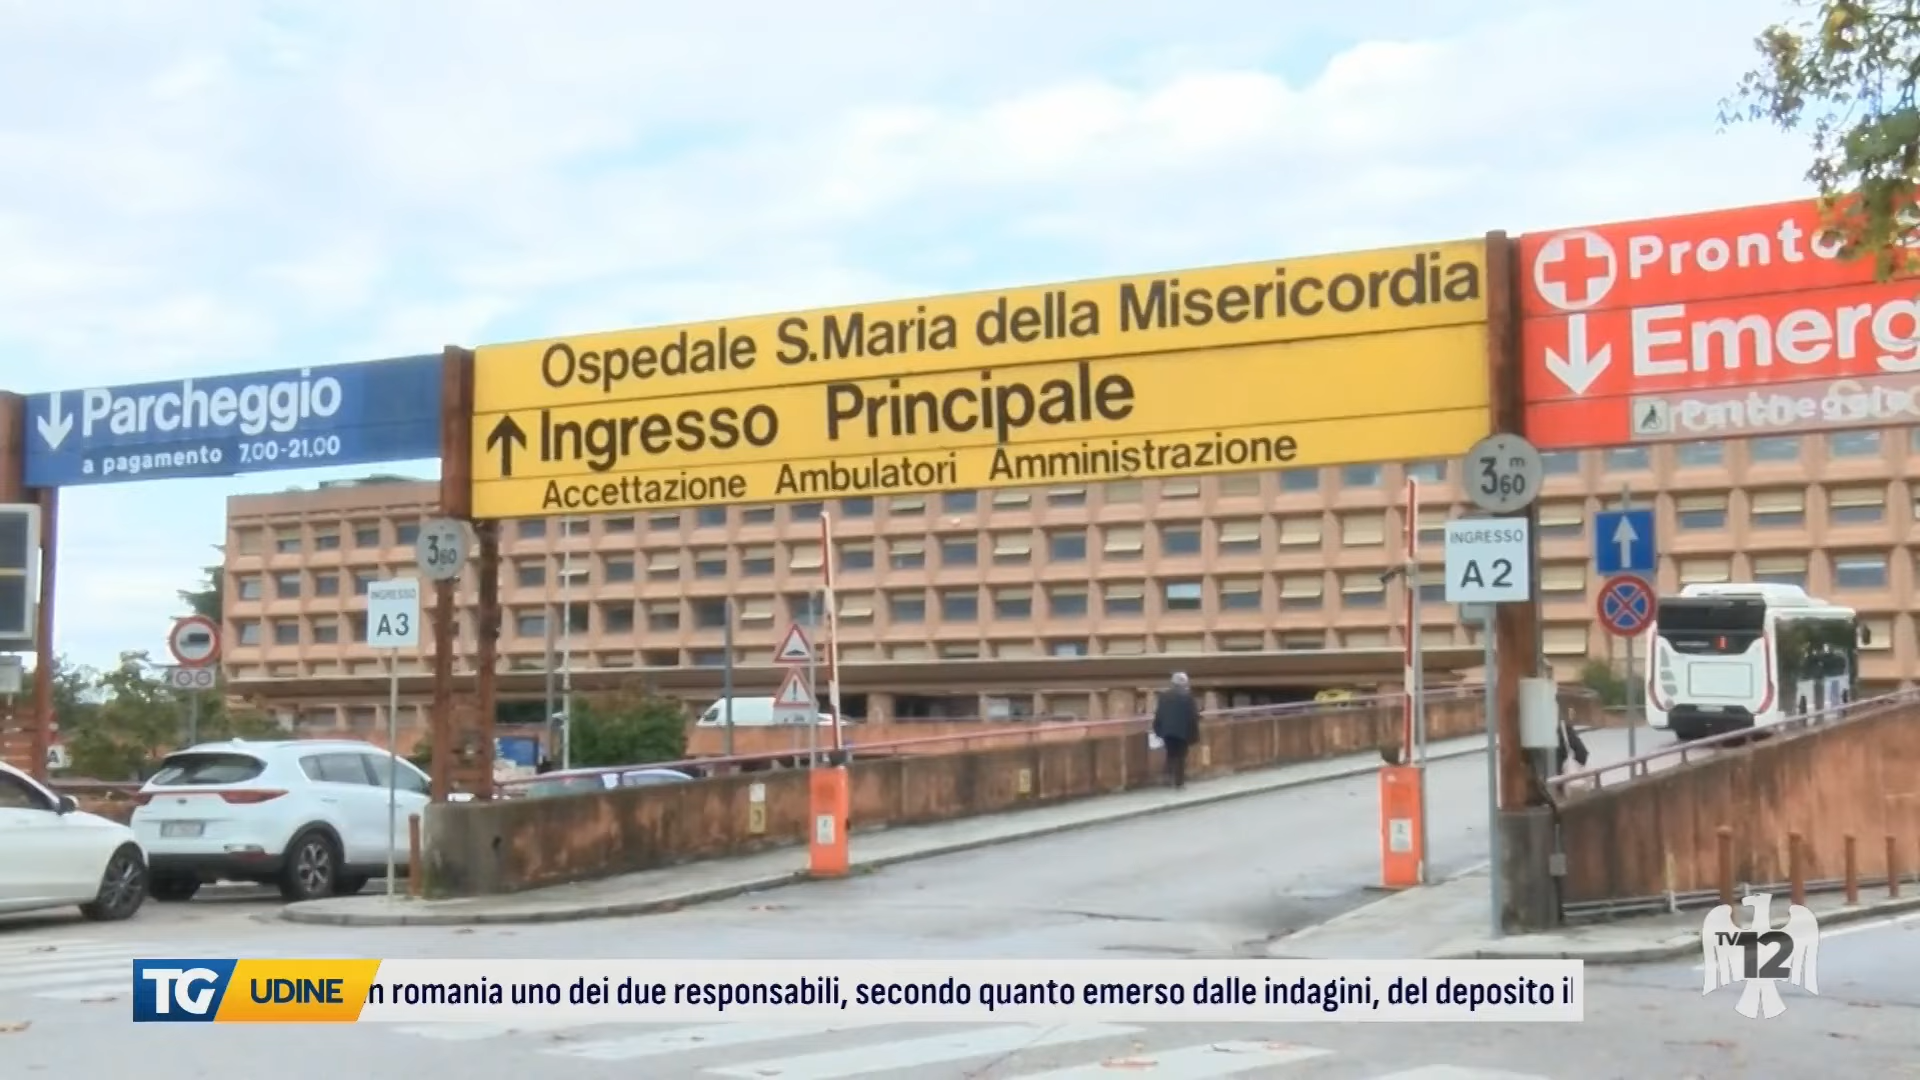 Parcheggio
a pagamento 7.00-21.00
Ospedale S.Maria della Misericordia
Ingresso Principale
Accettazione Ambulatori Amministrazione
Pronto
Emerg
3 m 60
3 m 60
INGRESSO
A3
INGRESSO
A2
TV12
TG UDINE
n romania uno dei due responsabili, secondo quanto emerso dalle indagini, del deposito il